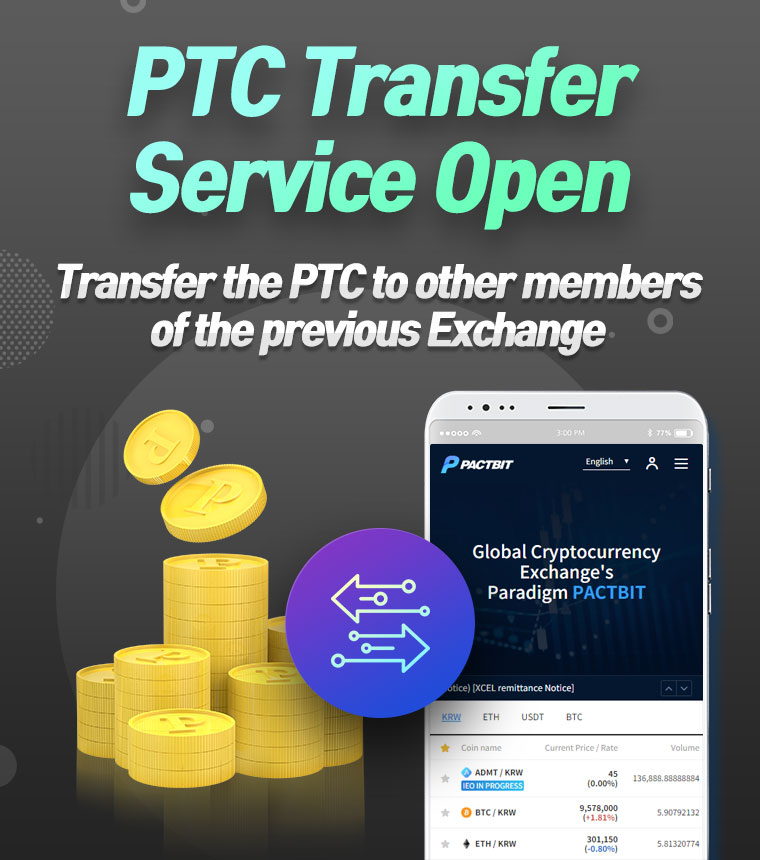 PTC Transfer
Service Open
Transfer the PTC to other members
of the previous Exchange
3:00 PM
77%
PACTBIT
English
Global Cryptocurrency
Exchange's
Paradigm PACTBIT
otice) [XCEL remittance Notice]
KRW ETH USDT BTC
Coin name Current Price / Rate Volume
ADMT / KRW 45 136,888.88888884
IEO IN PROGRESS (0.00%)
BTC / KRW 9,578,000 5.90792132
(+1.81%)
ETH / KRW 301,150 5.81320774
(-0.80%)